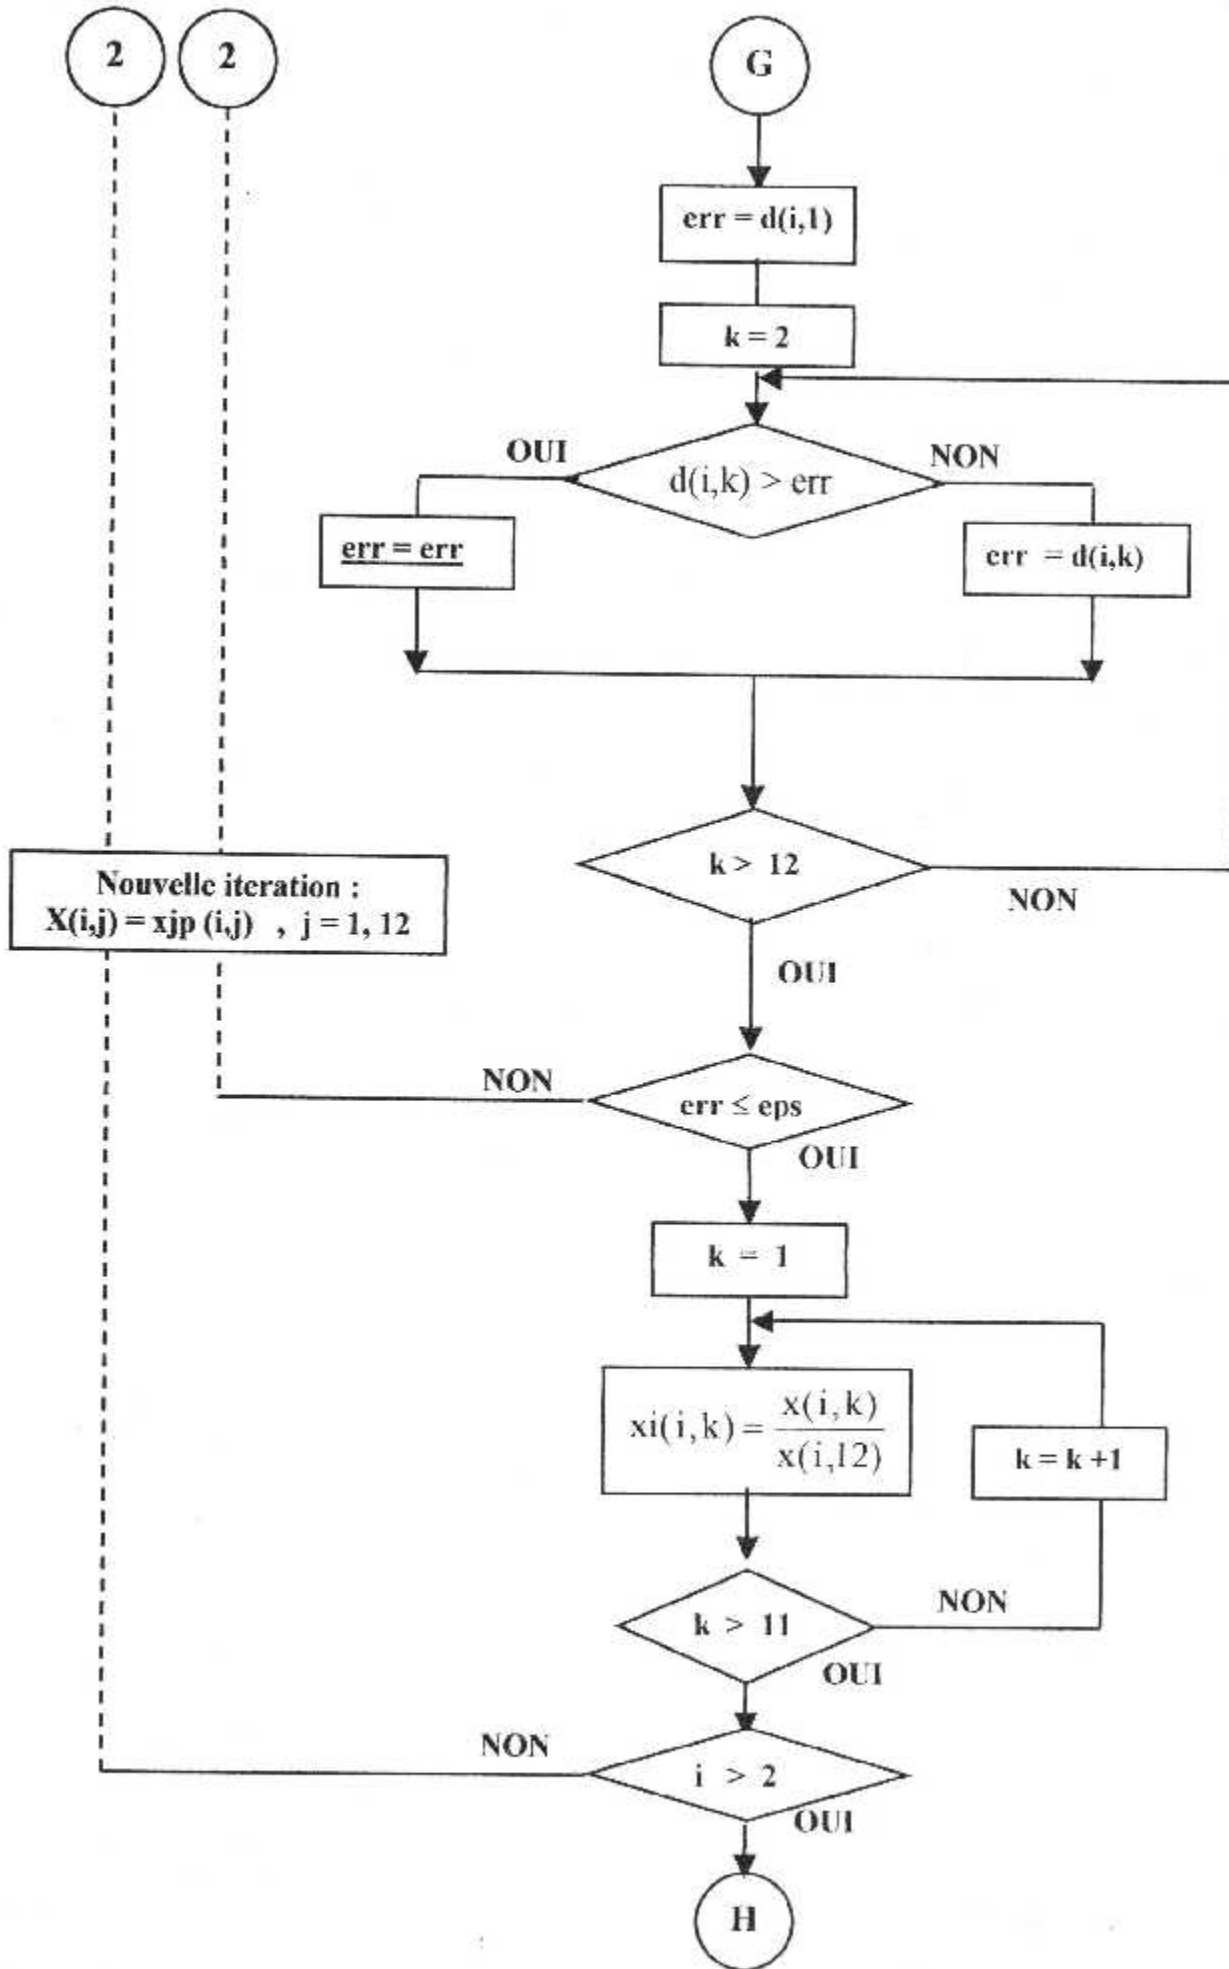 2 2 G
err = d(i,1)
k = 2
OUI NON
d(i,k) > err
err = err
err = d(i,k)
k > 12
NON
Nouvelle iteration :
X(i,j) = xjp (i,j) , j = 1, 12
OUI
NON
err ≤ eps
OUI
k = 1
xi(i,k) = x(i,k) / x(i,12)
k = k +1
k > 11
NON
OUI
NON
i > 2
OUI
H